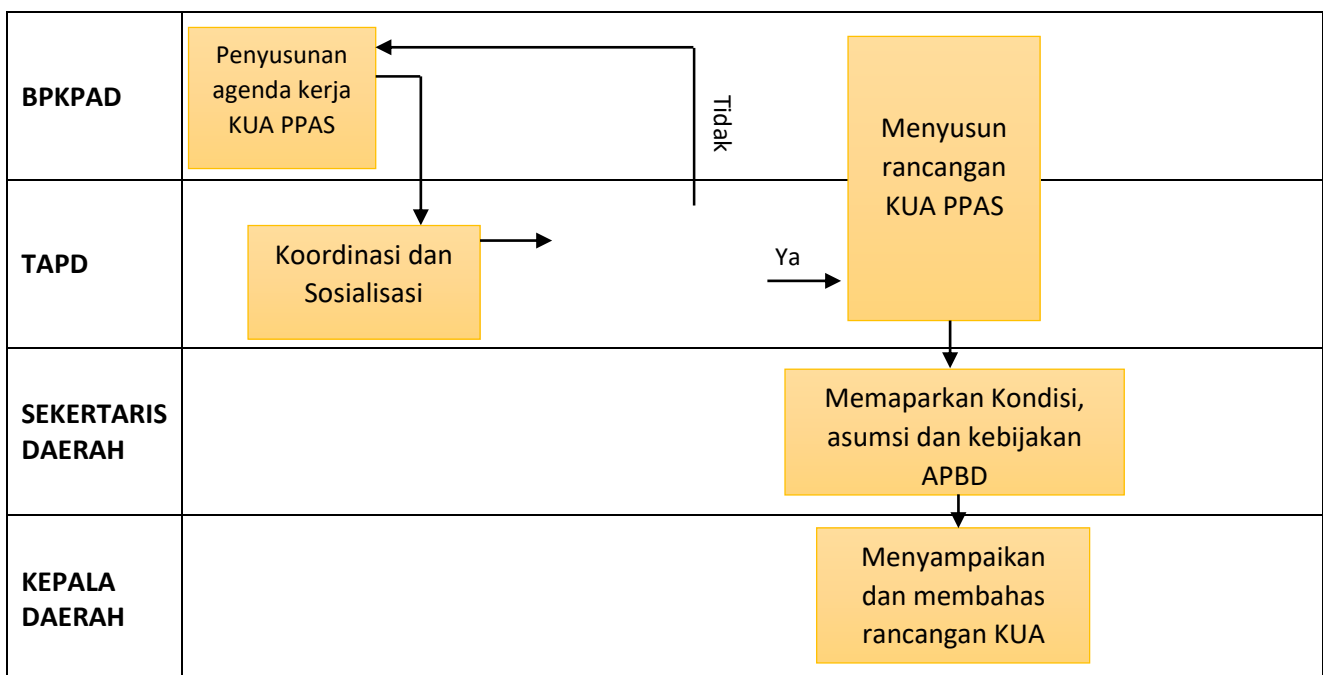 BPKPAD
Penyusunan
agenda kerja
KUA PPAS
Tidak
Menyusun
rancangan
KUA PPAS
TAPD
Koordinasi dan
Sosialisasi
Ya
SEKERTARIS
DAERAH
Memaparkan Kondisi,
asumsi dan kebijakan
APBD
KEPALA
DAERAH
Menyampaikan
dan membahas
rancangan KUA